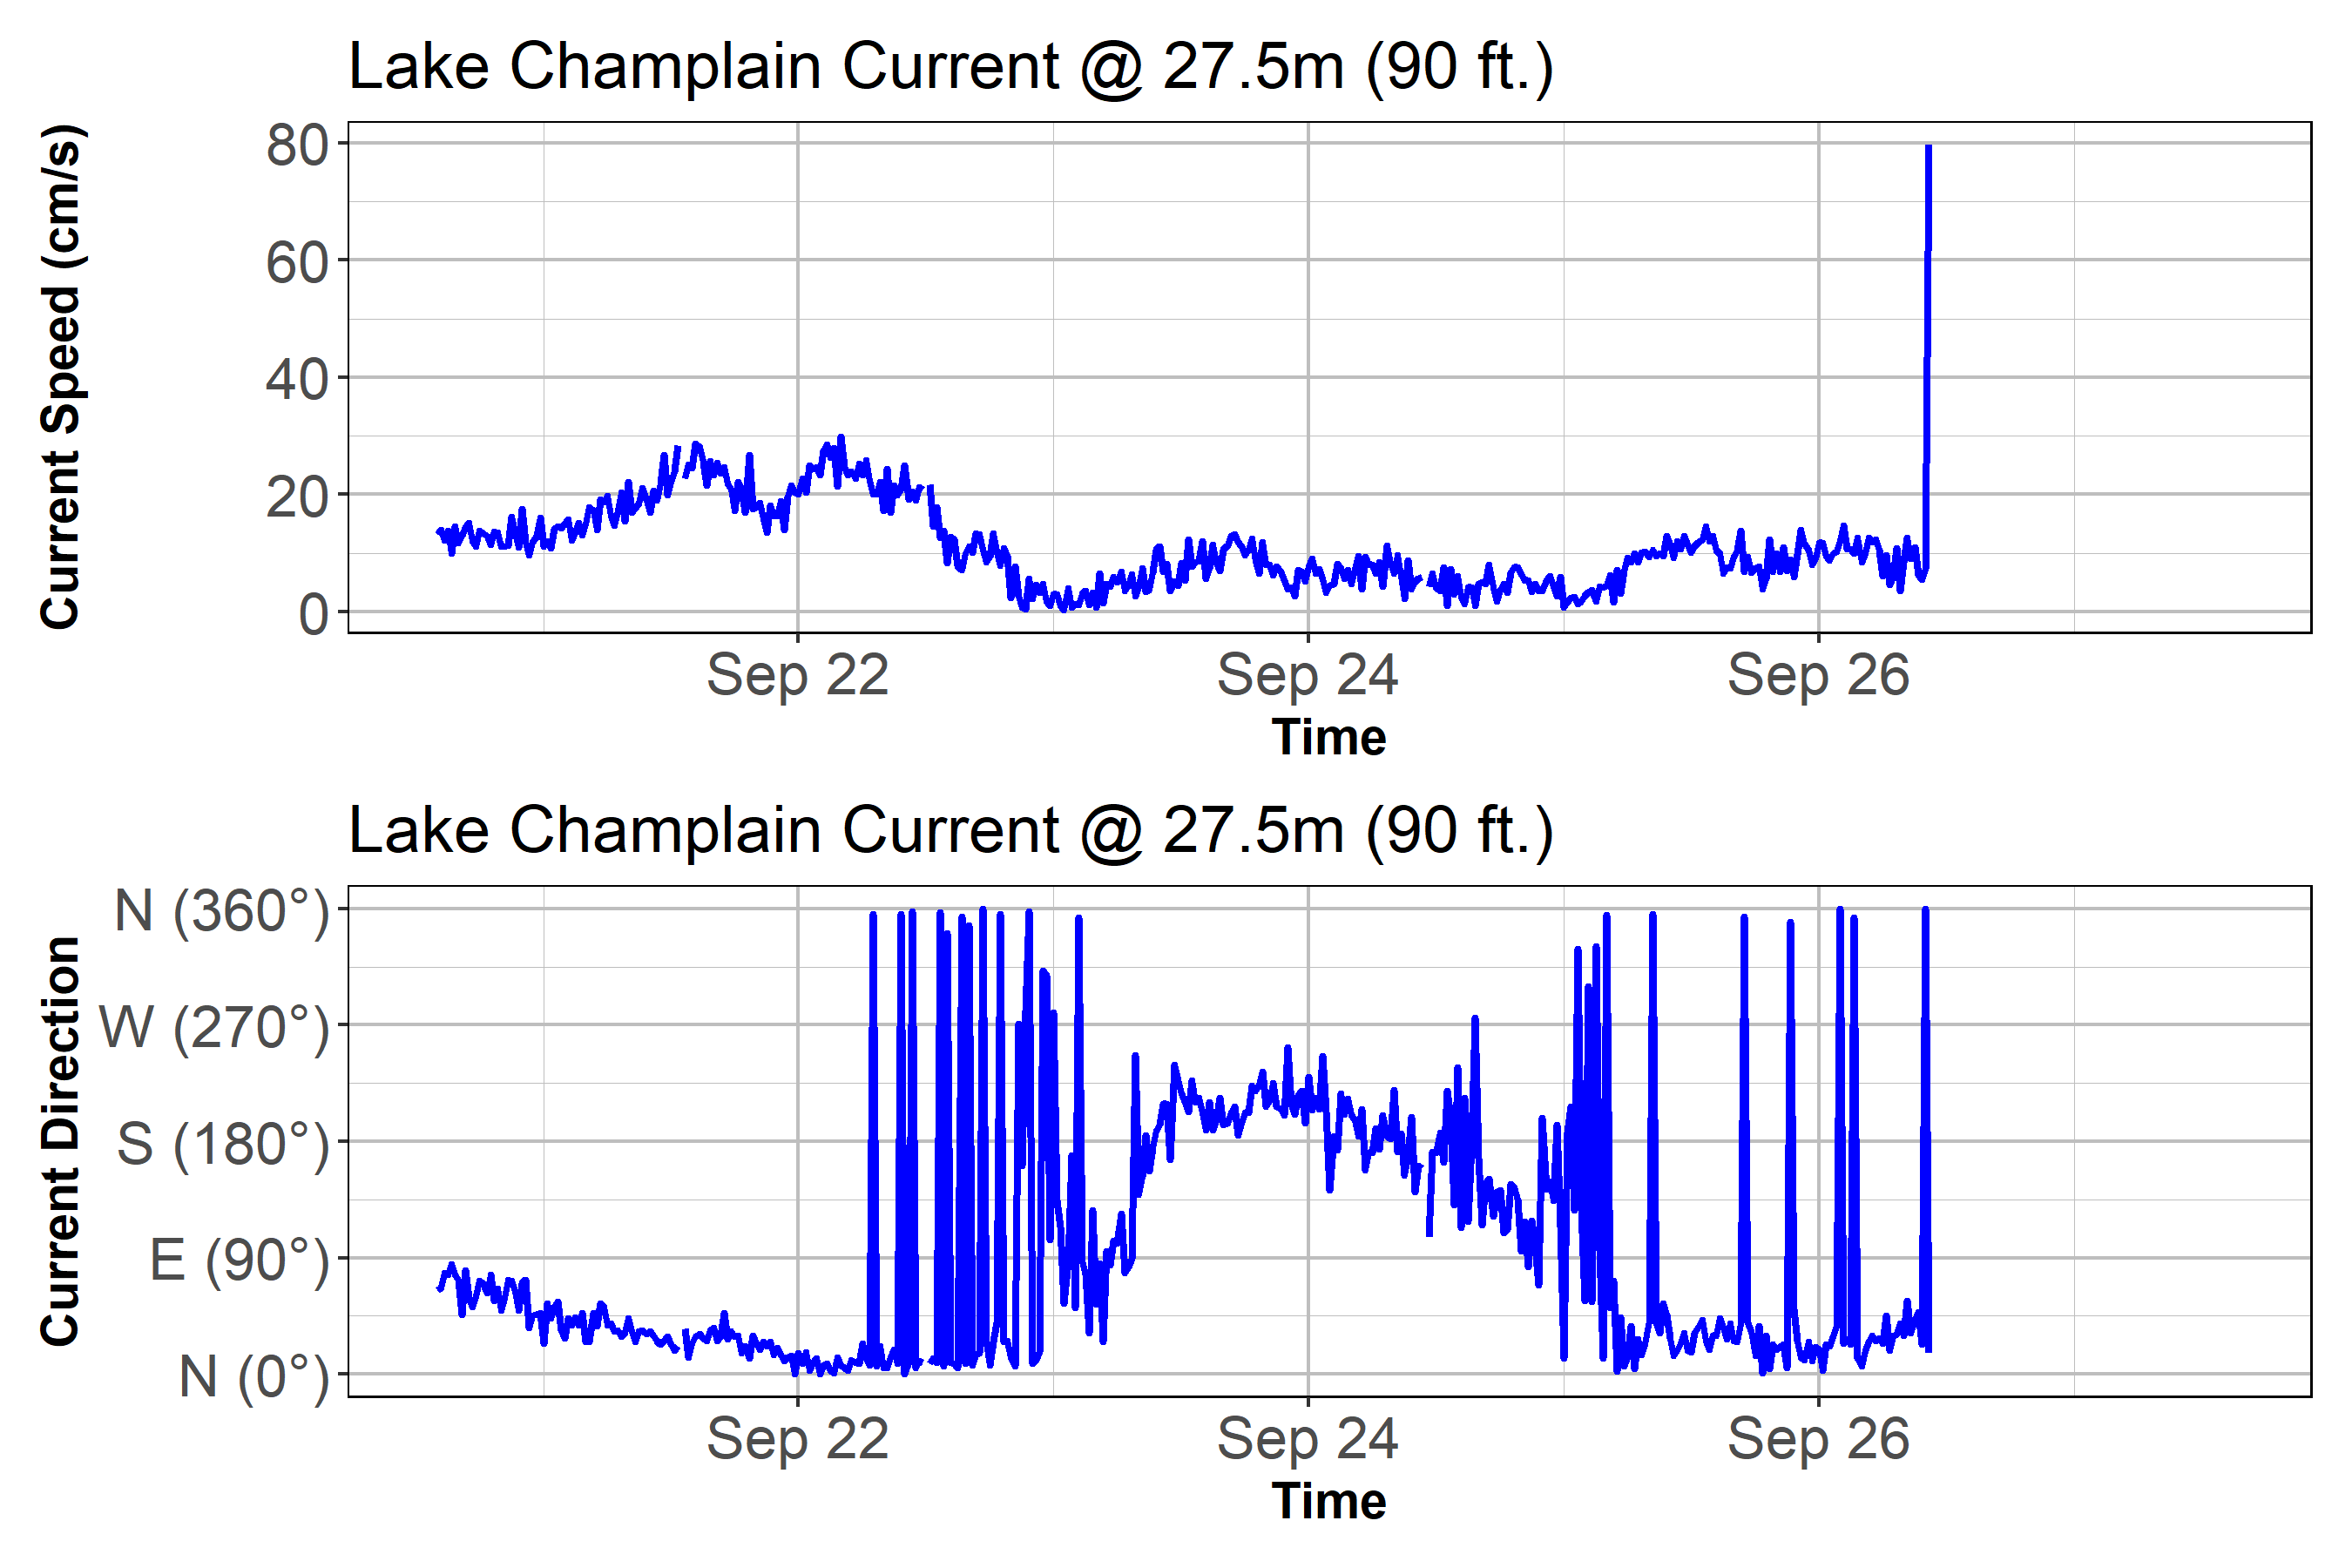 Lake Champlain Current @ 27.5m (90 ft.)
Current Speed (cm/s)
80
60
40
20
0
Sep 22 Sep 24 Sep 26
Time
Lake Champlain Current @ 27.5m (90 ft.)
Current Direction
N (360°)
W (270°)
S (180°)
E (90°)
N (0°)
Sep 22 Sep 24 Sep 26
Time